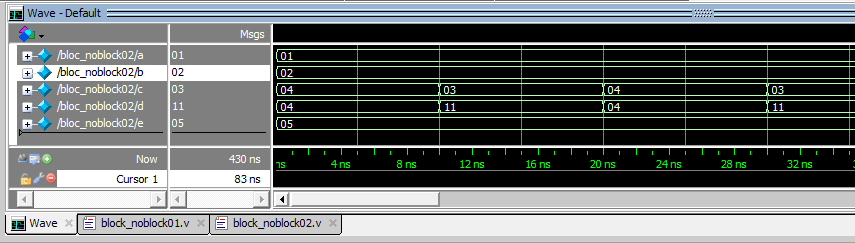 Wave - Default
Msgs
/bloc_noblock02/a 01 01
/bloc_noblock02/b 02 02
/bloc_noblock02/c 03 04 03 04 03
/bloc_noblock02/d 11 04 11 04 11
/bloc_noblock02/e 05 05
Now 430 ns ns 4 ns 8 ns 12 ns 16 ns 20 ns 24 ns 28 ns 32 ns
Cursor 1 83 ns
Wave block_noblock01.v block_noblock02.v